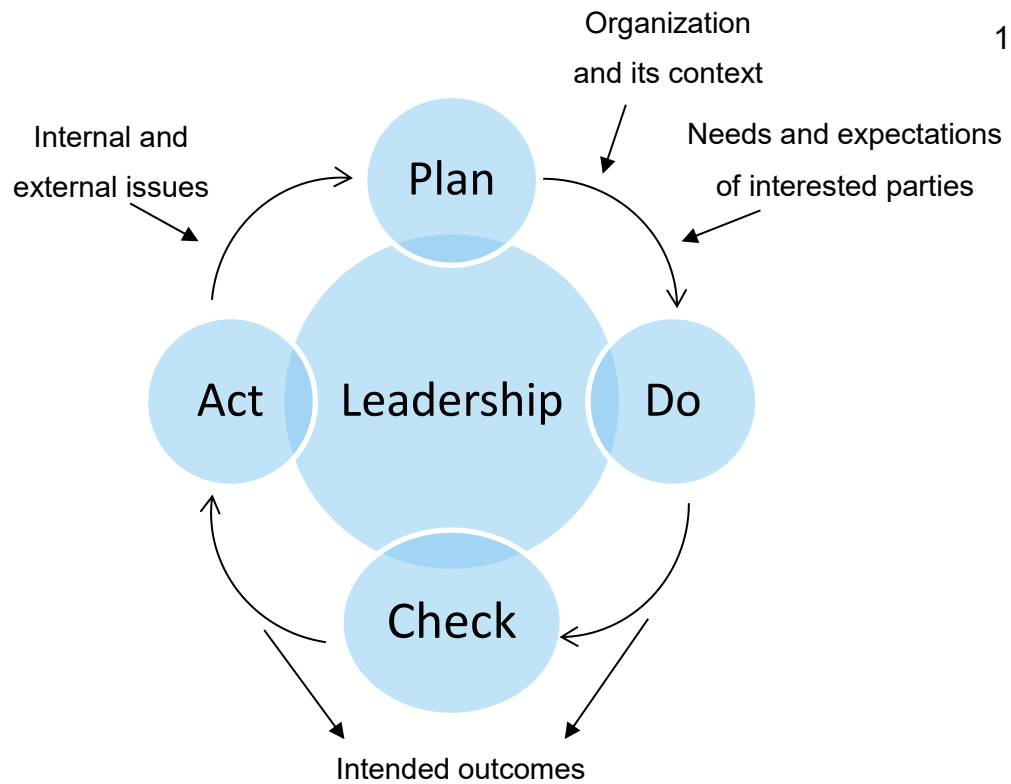 Organization
and its context
1
Internal and
external issues
Needs and expectations
of interested parties
Plan
Act
Leadership
Do
Check
Intended outcomes